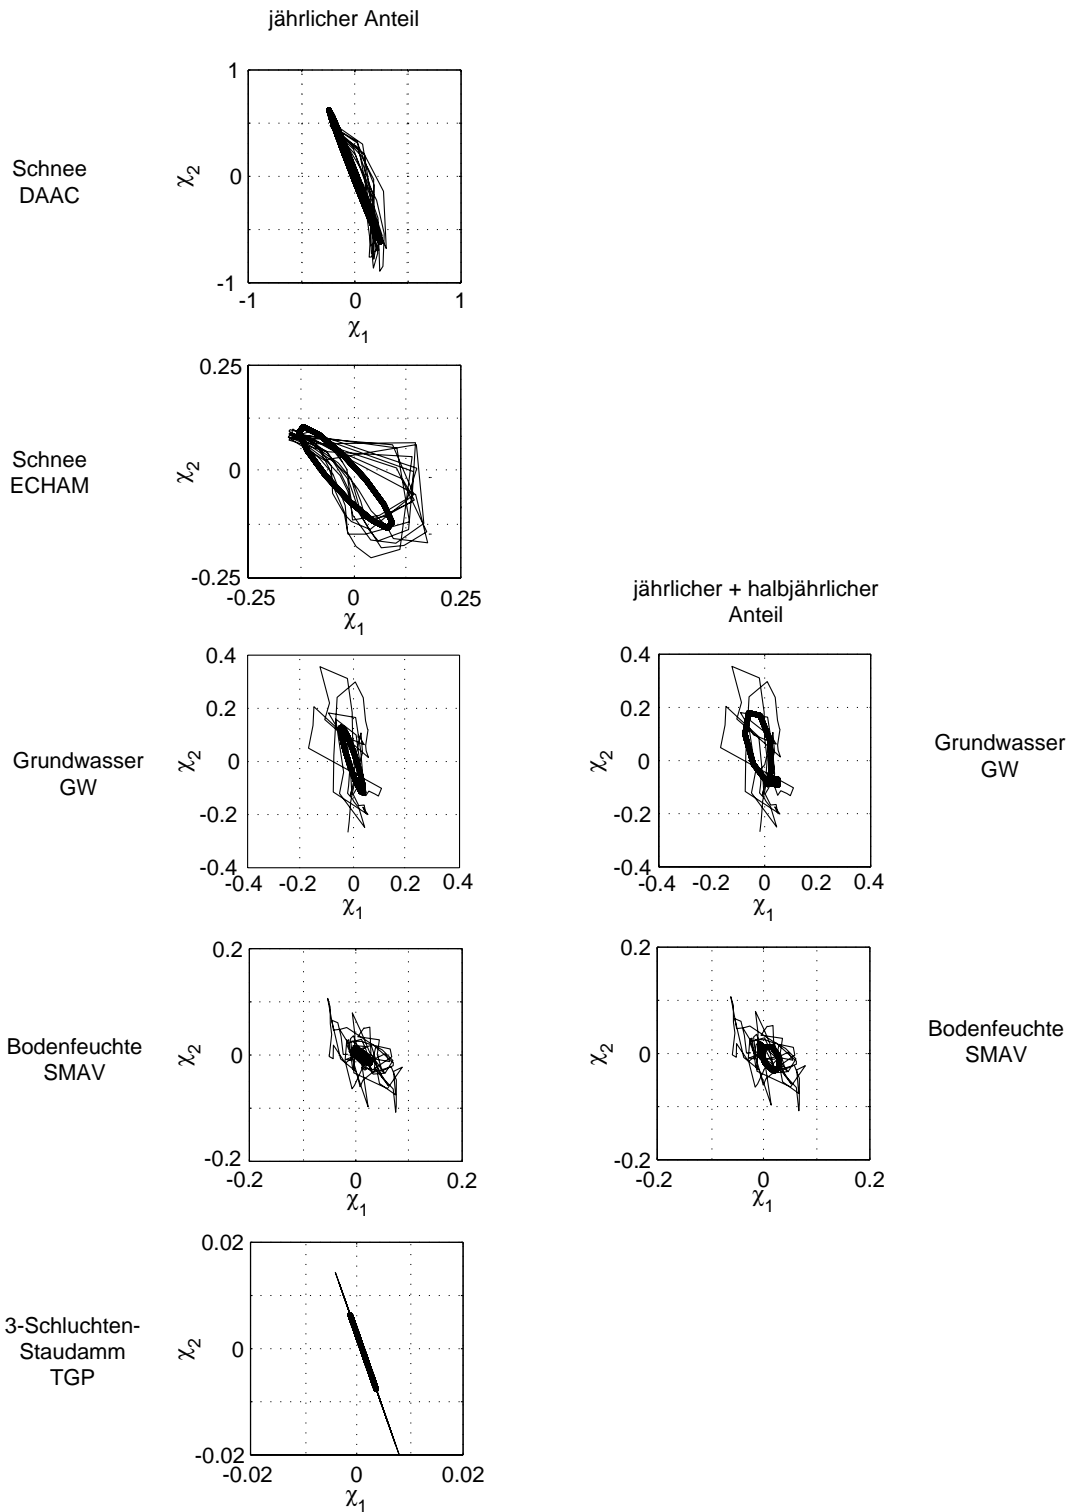 jährlicher Anteil
Schnee
DAAC
χ2
1
0
-1
-1 0 1
χ1
Schnee
ECHAM
χ2
0.25
0
-0.25
-0.25 0 0.25
χ1
jährlicher + halbjährlicher
Anteil
Grundwasser
GW
χ2
0.4
0.2
0
-0.2
-0.4
-0.4 -0.2 0 0.2 0.4
χ1
χ2
0.4
0.2
0
-0.2
-0.4
-0.4 -0.2 0 0.2 0.4
χ1
Grundwasser
GW
Bodenfeuchte
SMAV
χ2
0.2
0
-0.2
-0.2 0 0.2
χ1
χ2
0.2
0
-0.2
-0.2 0 0.2
χ1
Bodenfeuchte
SMAV
3-Schluchten-
Staudamm
TGP
χ2
0.02
0
-0.02
-0.02 0 0.02
χ1